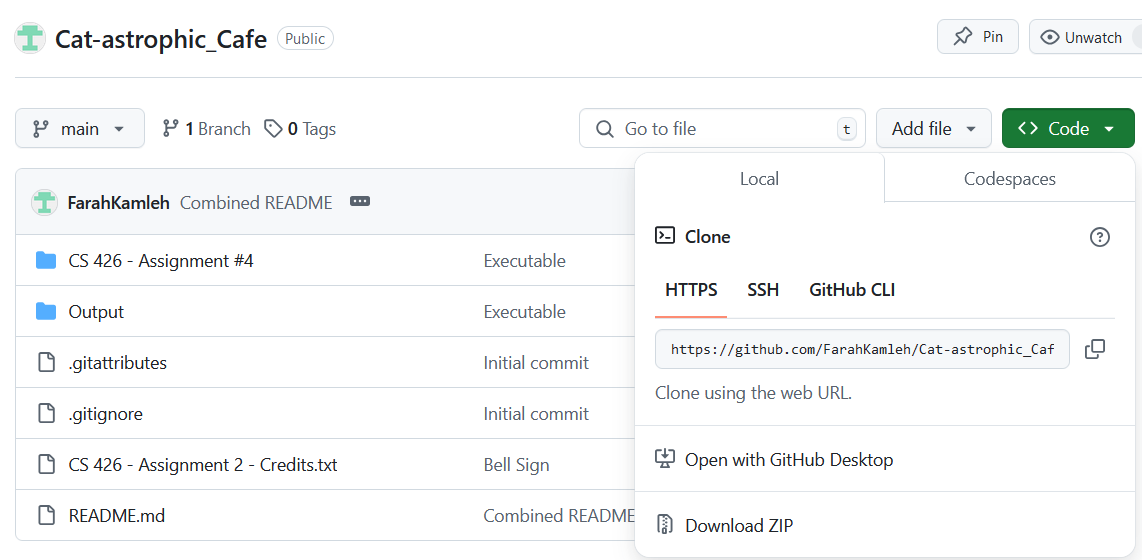 Cat-astrophic_Cafe Public Pin Unwatch
main 1 Branch 0 Tags Go to file t Add file Code
FarahKamleh Combined README
CS 426 - Assignment #4 Executable
Output Executable
.gitattributes Initial commit
.gitignore Initial commit
CS 426 - Assignment 2 - Credits.txt Bell Sign
README.md Combined README
Local Codespaces
Clone
HTTPS SSH GitHub CLI
https://github.com/FarahKamleh/Cat-astrophic_Caf
Clone using the web URL.
Open with GitHub Desktop
Download ZIP